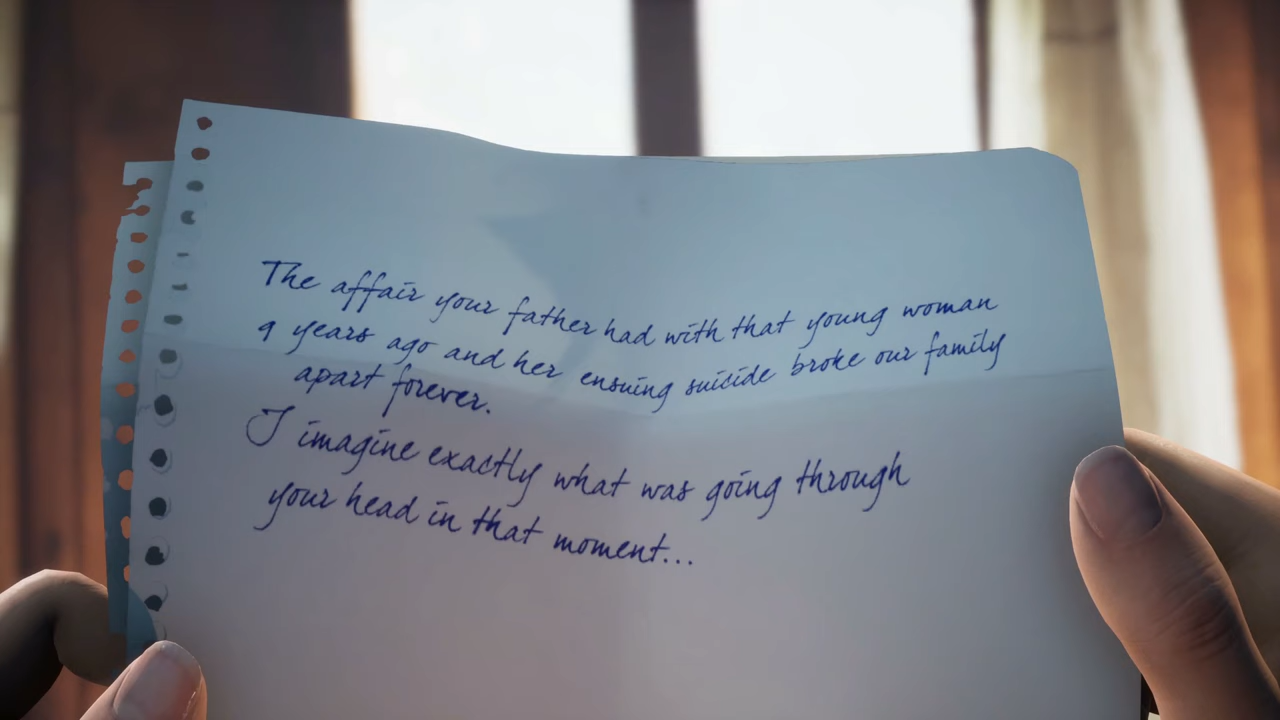 The affair your father had with that young woman
9 years ago and her ensuing suicide broke our family
apart forever.
I imagine exactly what was going through
your head in that moment...